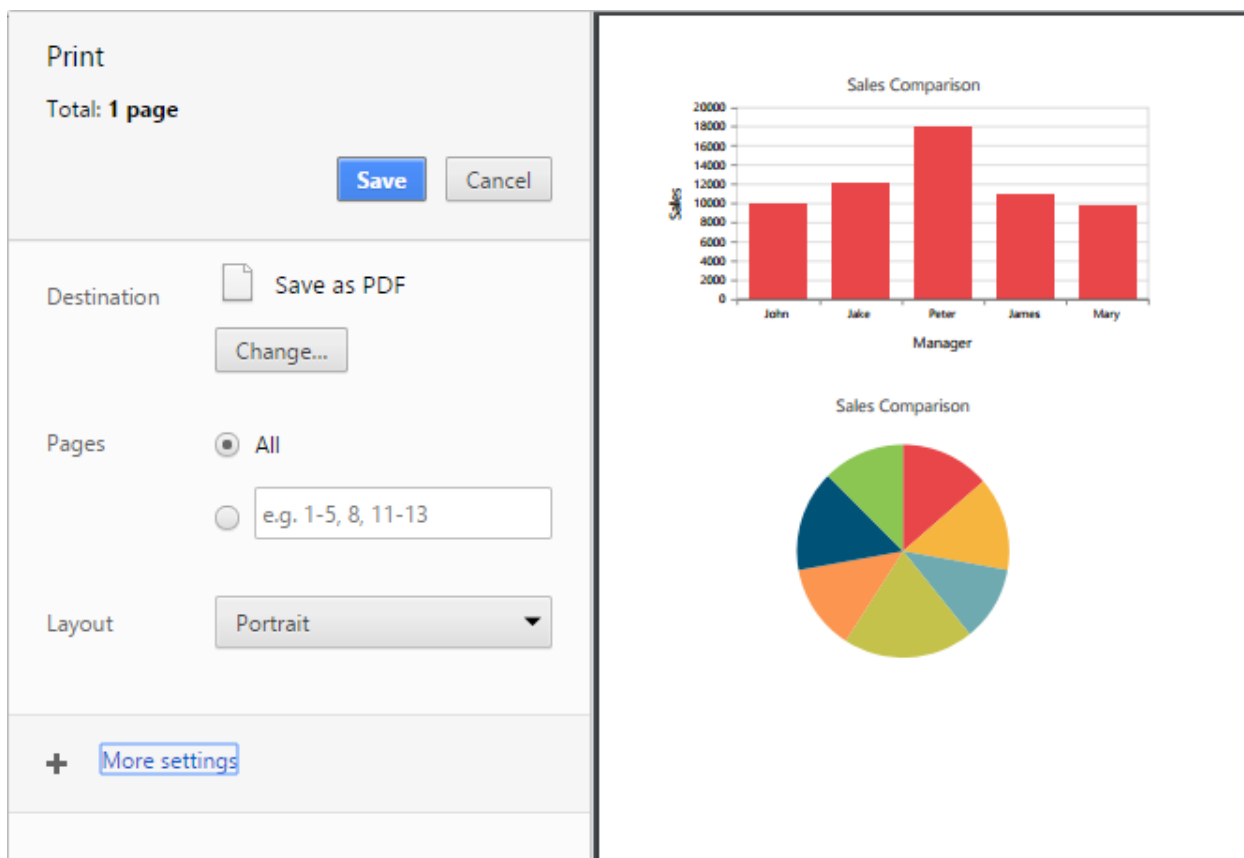 Print
Total: 1 page
Save
Cancel
Destination
Save as PDF
Change...
Pages
All
e.g. 1-5, 8, 11-13
Layout
Portrait
More settings
Sales Comparison
20000
18000
16000
14000
12000
10000
8000
6000
4000
2000
0
Sales
John Jake Peter James Mary
Manager
Sales Comparison